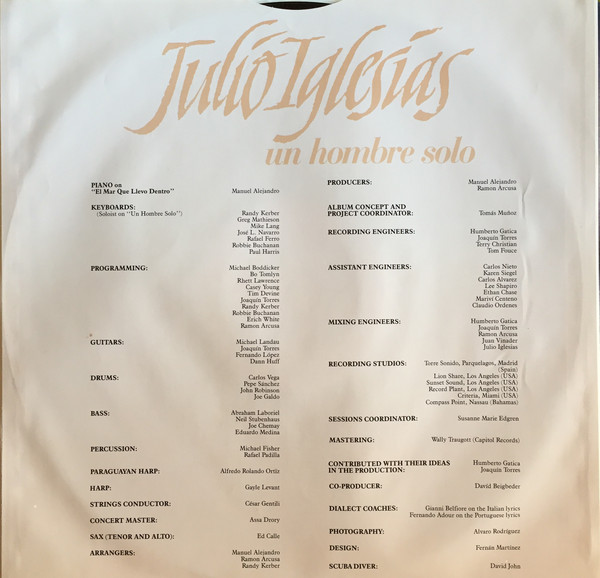 Julio Iglesias
un hombre solo
PIANO on
"El Mar Que Llevo Dentro" Manuel Alejandro
KEYBOARDS:
(Soloist on "Un Hombre Solo") Randy Kerber
Greg Mathieson
Mike Lang
José L. Navarro
Rafael Ferro
Robbie Buchanan
Paul Harris
PROGRAMMING: Michael Boddicker
Bo Tomlyn
Rhett Lawrence
Casey Young
Tim Devine
Joaquín Torres
Randy Kerber
Robbie Buchanan
Erich White
Ramon Arcusa
GUITARS: Michael Landau
Joaquín Torres
Fernando López
Dann Huff
DRUMS: Carlos Vega
Pepe Sánchez
John Robinson
Joe Galdo
BASS: Abraham Laboriel
Neil Stubenhaus
Joe Chemay
Eduardo Medina
PERCUSSION: Michael Fisher
Rafael Padilla
PARAGUAYAN HARP: Alfredo Rolando Ortíz
HARP: Gayle Levant
STRINGS CONDUCTOR: César Gentili
CONCERT MASTER: Assa Drory
SAX (TENOR AND ALTO): Ed Calle
ARRANGERS: Manuel Alejandro
Ramon Arcusa
Randy Kerber
PRODUCERS: Manuel Alejandro
Ramon Arcusa
ALBUM CONCEPT AND
PROJECT COORDINATOR: Tomás Muñoz
RECORDING ENGINEERS: Humberto Gatica
Joaquín Torres
Terry Christian
Tom Fouce
ASSISTANT ENGINEERS: Carlos Nieto
Karen Siegel
Carlos Alvarez
Lee Shapiro
Ethan Chase
Mariví Centeno
Claudio Ordenes
MIXING ENGINEERS: Humberto Gatica
Joaquín Torres
Ramon Arcusa
Juan Vinader
Julio Iglesias
RECORDING STUDIOS: Torre Sonido, Parquelagos, Madrid
(Spain)
Lion Share, Los Angeles (USA)
Sunset Sound, Los Angeles (USA)
Record Plant, Los Angeles (USA)
Criteria, Miami (USA)
Compass Point, Nassau (Bahamas)
SESSIONS COORDINATOR: Susanne Marie Edgren
MASTERING: Wally Traugott (Capitol Records)
CONTRIBUTED WITH THEIR IDEAS Humberto Gatica
IN THE PRODUCTION: Joaquín Torres
CO-PRODUCER: David Beigbeder
DIALECT COACHES: Gianni Belfiore on the Italian lyrics
Fernando Adour on the Portuguese lyrics
PHOTOGRAPHY: Alvaro Rodríguez
DESIGN: Fernán Martínez
SCUBA DIVER: David John